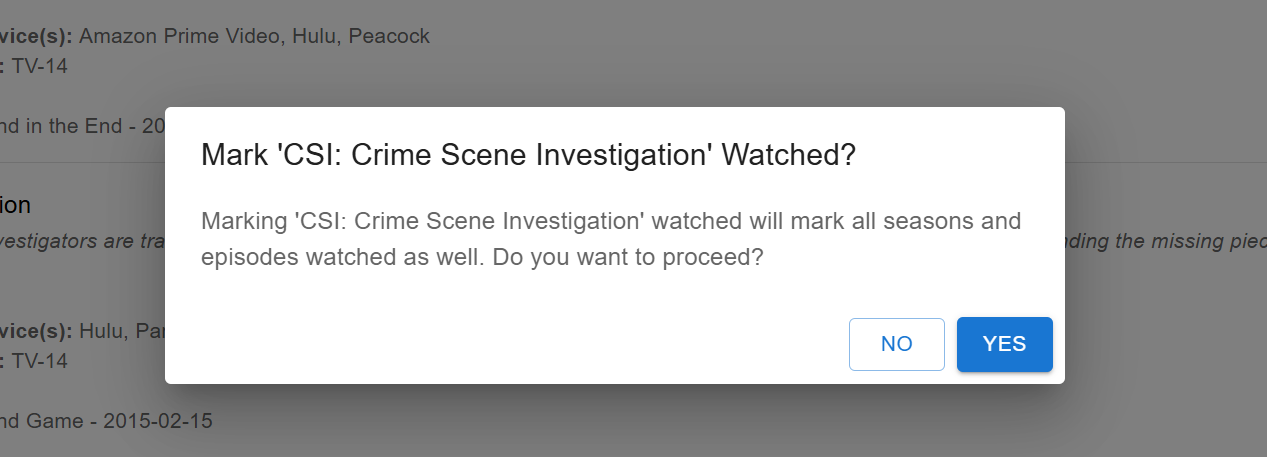 vice(s): Amazon Prime Video, Hulu, Peacock
: TV-14
nd in the End - 20
Mark 'CSI: Crime Scene Investigation' Watched?
ion
Marking 'CSI: Crime Scene Investigation' watched will mark all seasons and
vestigators are tra
nding the missing piec
episodes watched as well. Do you want to proceed?
vice(s): Hulu, Par
NO
YES
: TV-14
nd Game - 2015-02-15